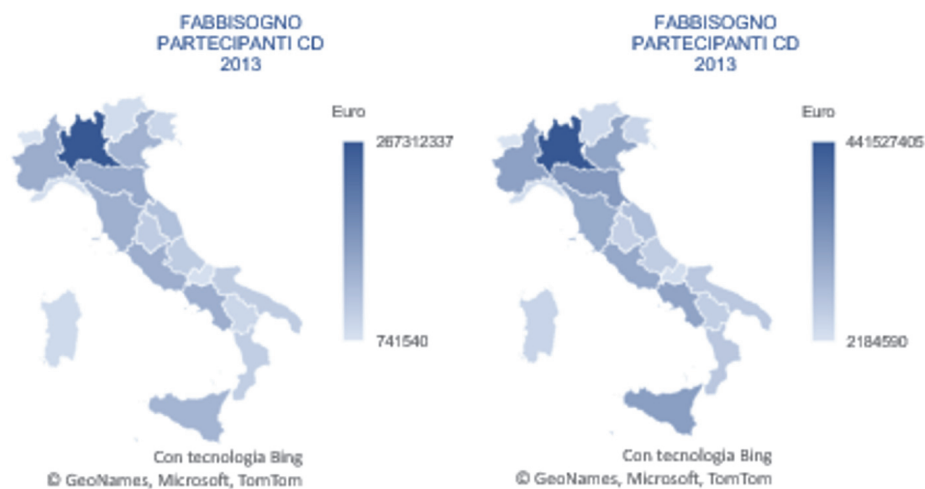 FABBISOGNO
PARTECIPANTI CD
2013
Euro
267312337
741540
Con tecnologia Bing
© GeoNames, Microsoft, TomTom
FABBISOGNO
PARTECIPANTI CD
2013
Euro
441527405
2184590
Con tecnologia Bing
© GeoNames, Microsoft, TomTom